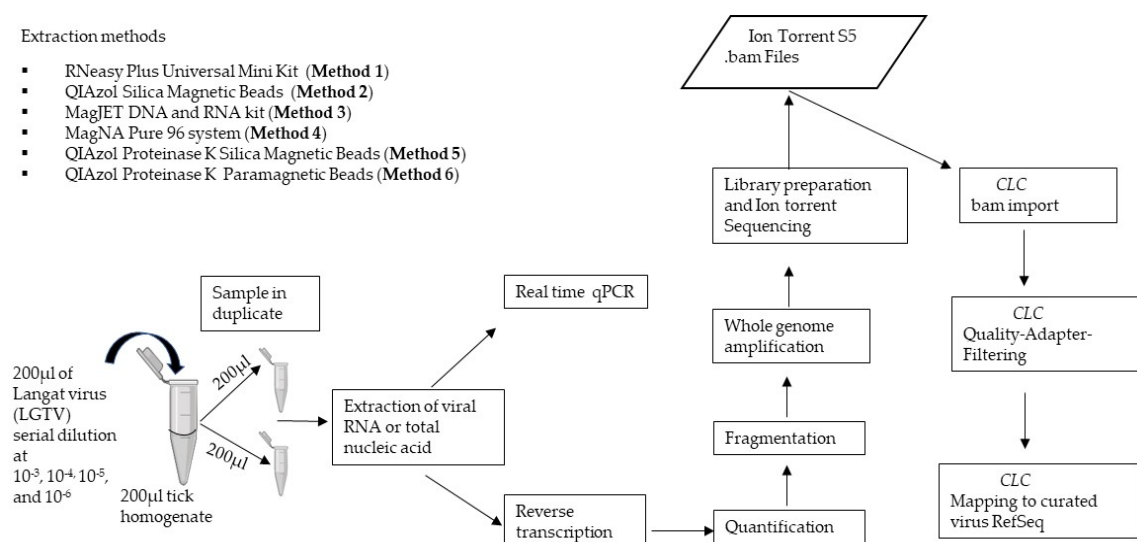 Extraction methods
▪ RNeasy Plus Universal Mini Kit (Method 1)
▪ QIAzol Silica Magnetic Beads (Method 2)
▪ MagJET DNA and RNA kit (Method 3)
▪ MagNA Pure 96 system (Method 4)
▪ QIAzol Proteinase K Silica Magnetic Beads (Method 5)
▪ QIAzol Proteinase K Paramagnetic Beads (Method 6)
200µl of
Langat virus
(LGTV)
serial dilution
at
10⁻³, 10⁻⁴, 10⁻⁵,
and 10⁻⁶
200µl tick
homogenate
Sample in
duplicate
200µl
200µl
Extraction of viral
RNA or total
nucleic acid
Real time qPCR
Reverse
transcription
Quantification
Fragmentation
Whole genome
amplification
Library preparation
and Ion torrent
Sequencing
Ion Torrent S5
.bam Files
CLC
bam import
CLC
Quality-Adapter-
Filtering
CLC
Mapping to curated
virus RefSeq